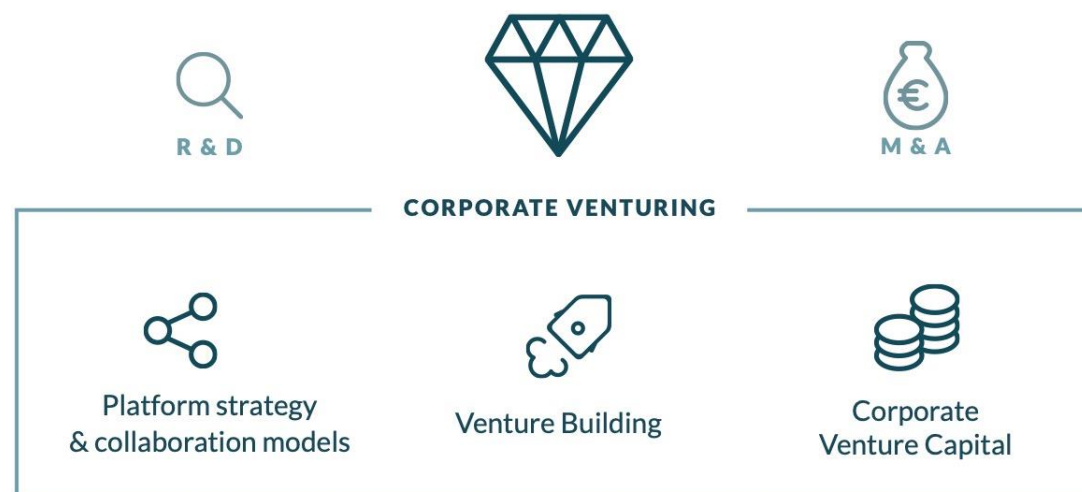 R & D
€
M & A
CORPORATE VENTURING
Platform strategy
& collaboration models
Venture Building
Corporate
Venture Capital